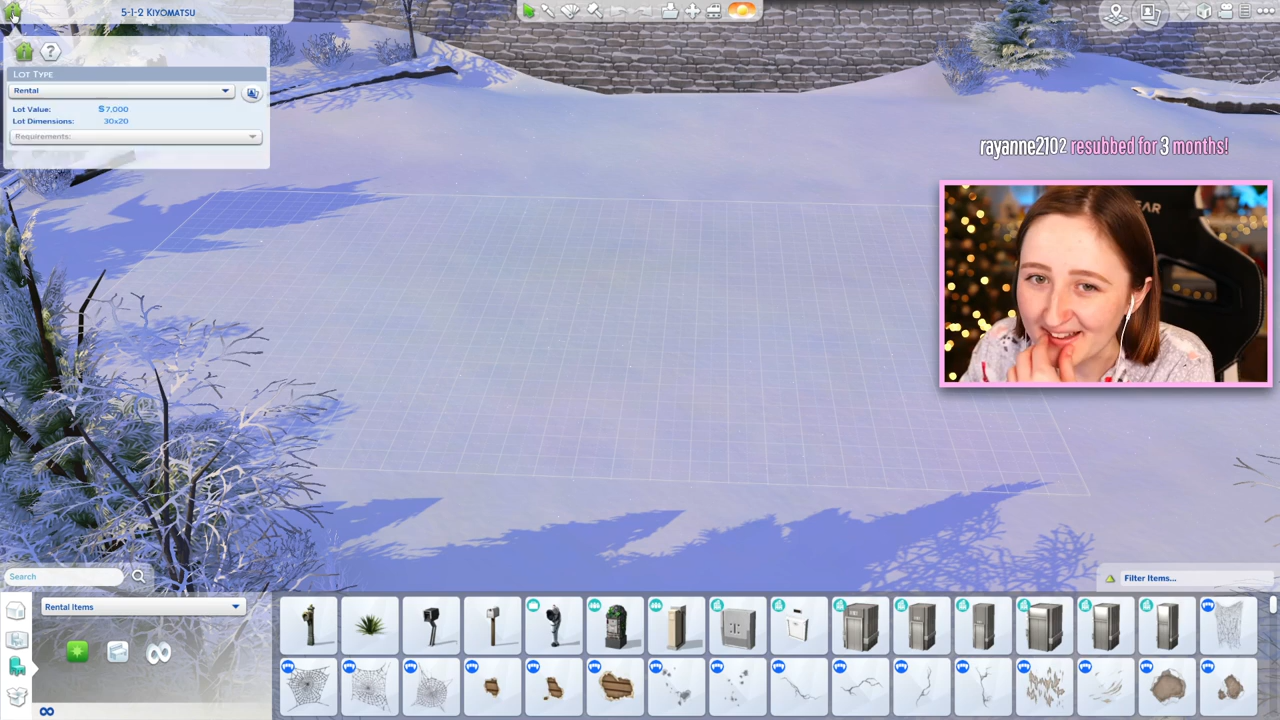 5-1-2 Kiyomatsu
Lot Type
Rental
Lot Value: §7,000
Lot Dimensions: 30x20
Requirements:
rayanne2102 resubbed for 3 months!
EAR
Search
Filter Items...
Rental Items